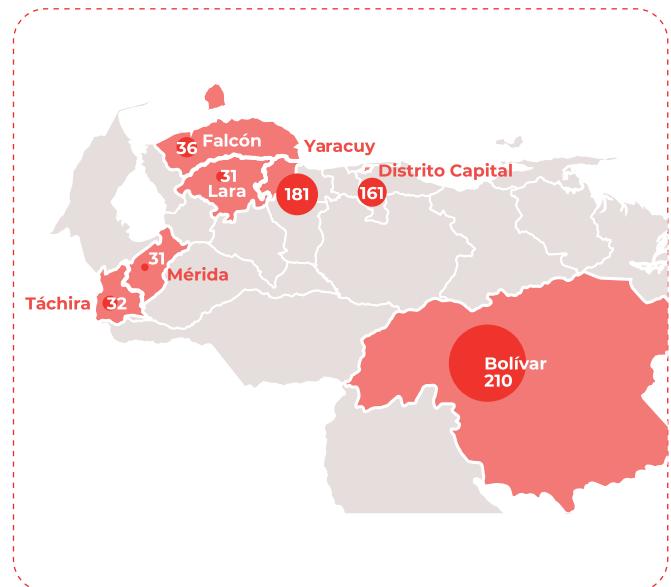 36 Falcón
Yaracuy
31
Lara
Distrito Capital
181
161
31
Mérida
Táchira
32
Bolívar
210